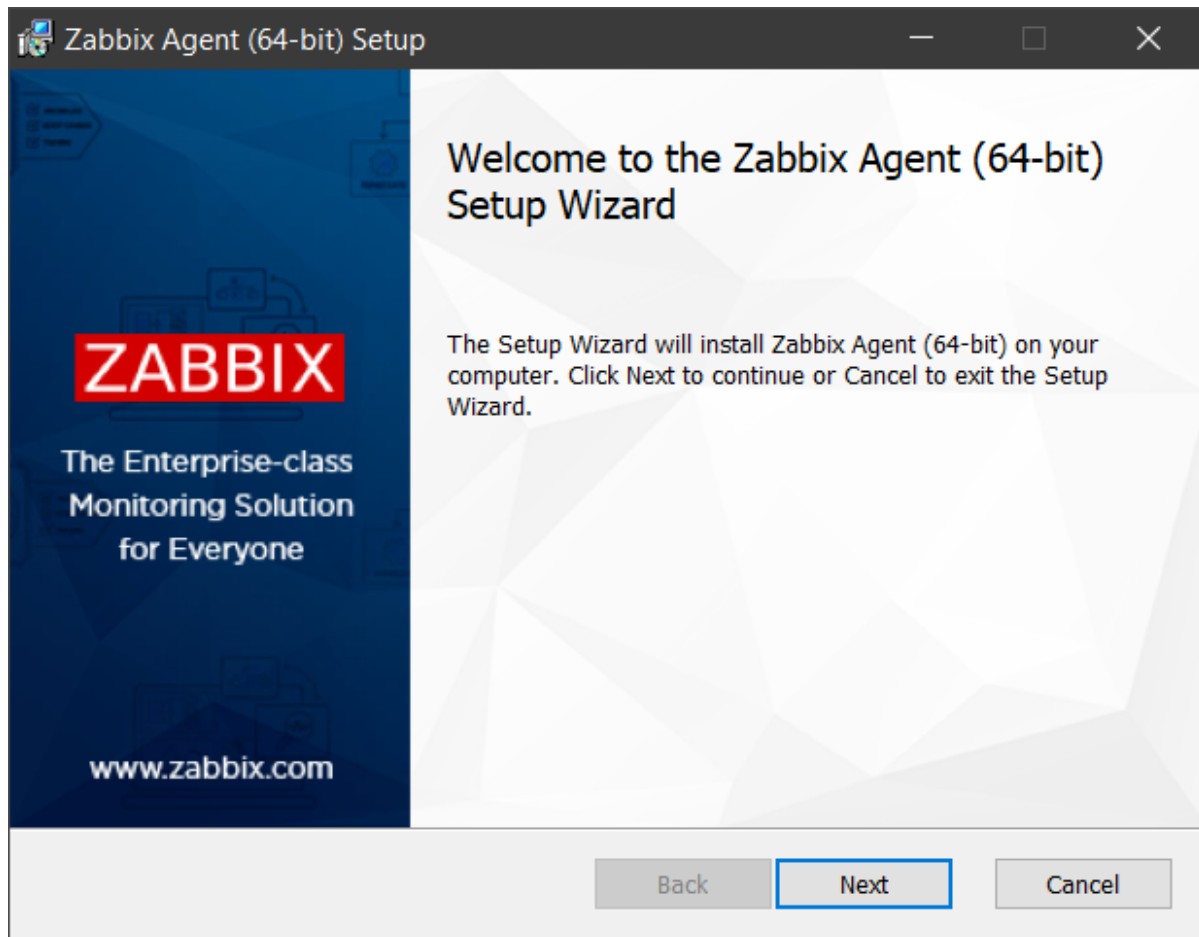 Zabbix Agent (64-bit) Setup
Welcome to the Zabbix Agent (64-bit)
Setup Wizard
The Setup Wizard will install Zabbix Agent (64-bit) on your
computer. Click Next to continue or Cancel to exit the Setup
Wizard.
ZABBIX
The Enterprise-class
Monitoring Solution
for Everyone
www.zabbix.com
Back
Next
Cancel